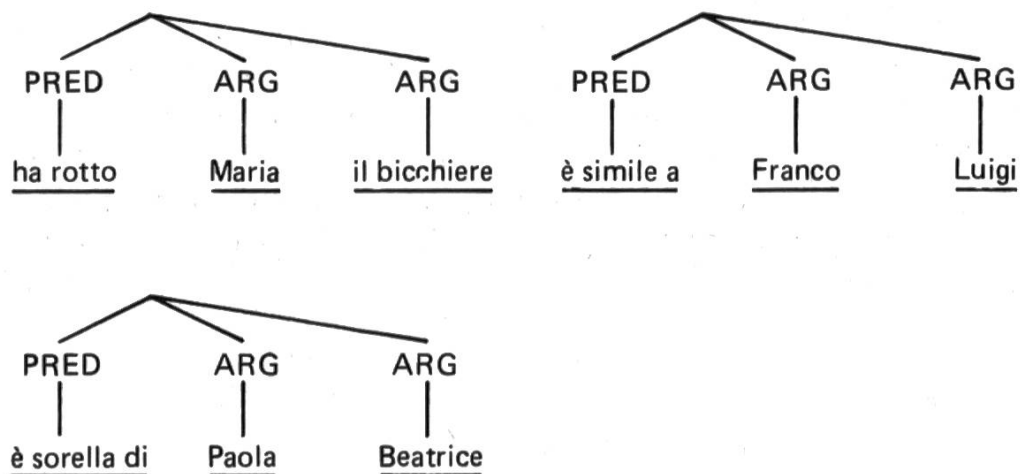 PRED ARG ARG PRED ARG ARG
ha rotto Maria il bicchiere è simile a Franco Luigi
PRED ARG ARG
è sorella di Paola Beatrice